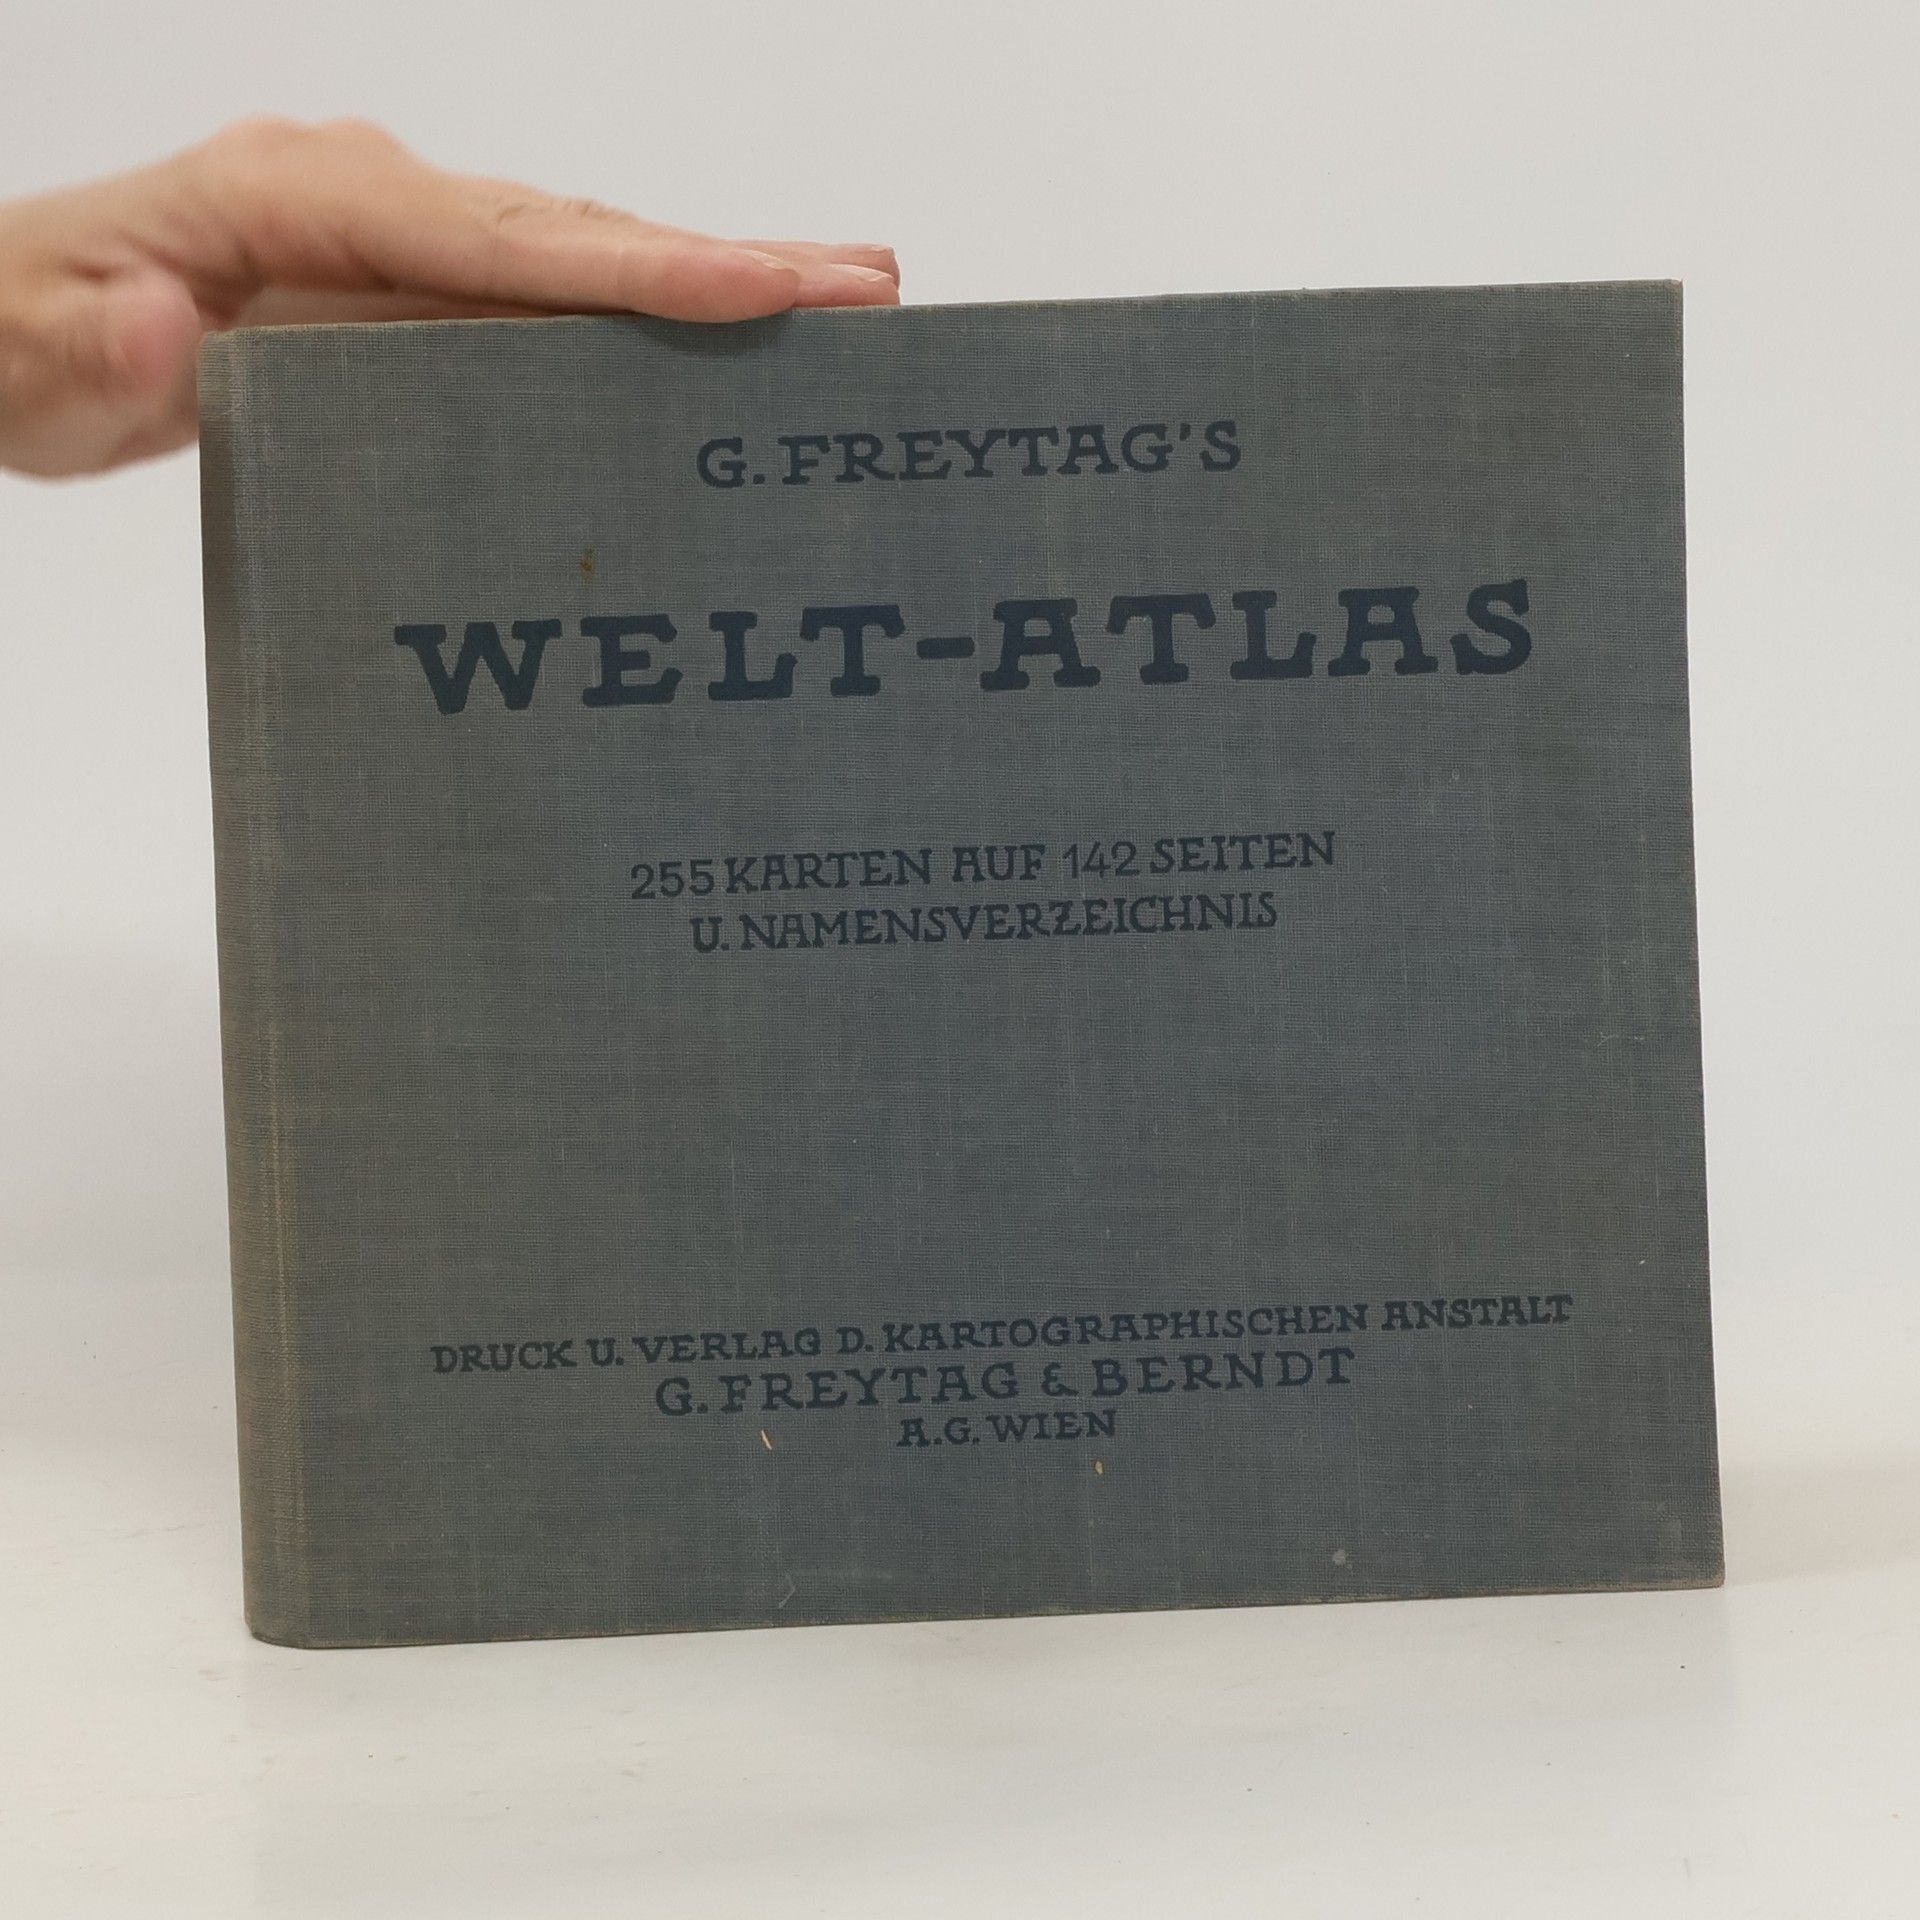 G. FREYTAG'S
WELT-ATLAS
255 KARTEN AUF 142 SEITEN
U. NAMENSVERZEICHNIS
DRUCK U. VERLAG D. KARTOGRAPHISCHEN ANSTALT
G. FREYTAG & BERNDT
A.G. WIEN